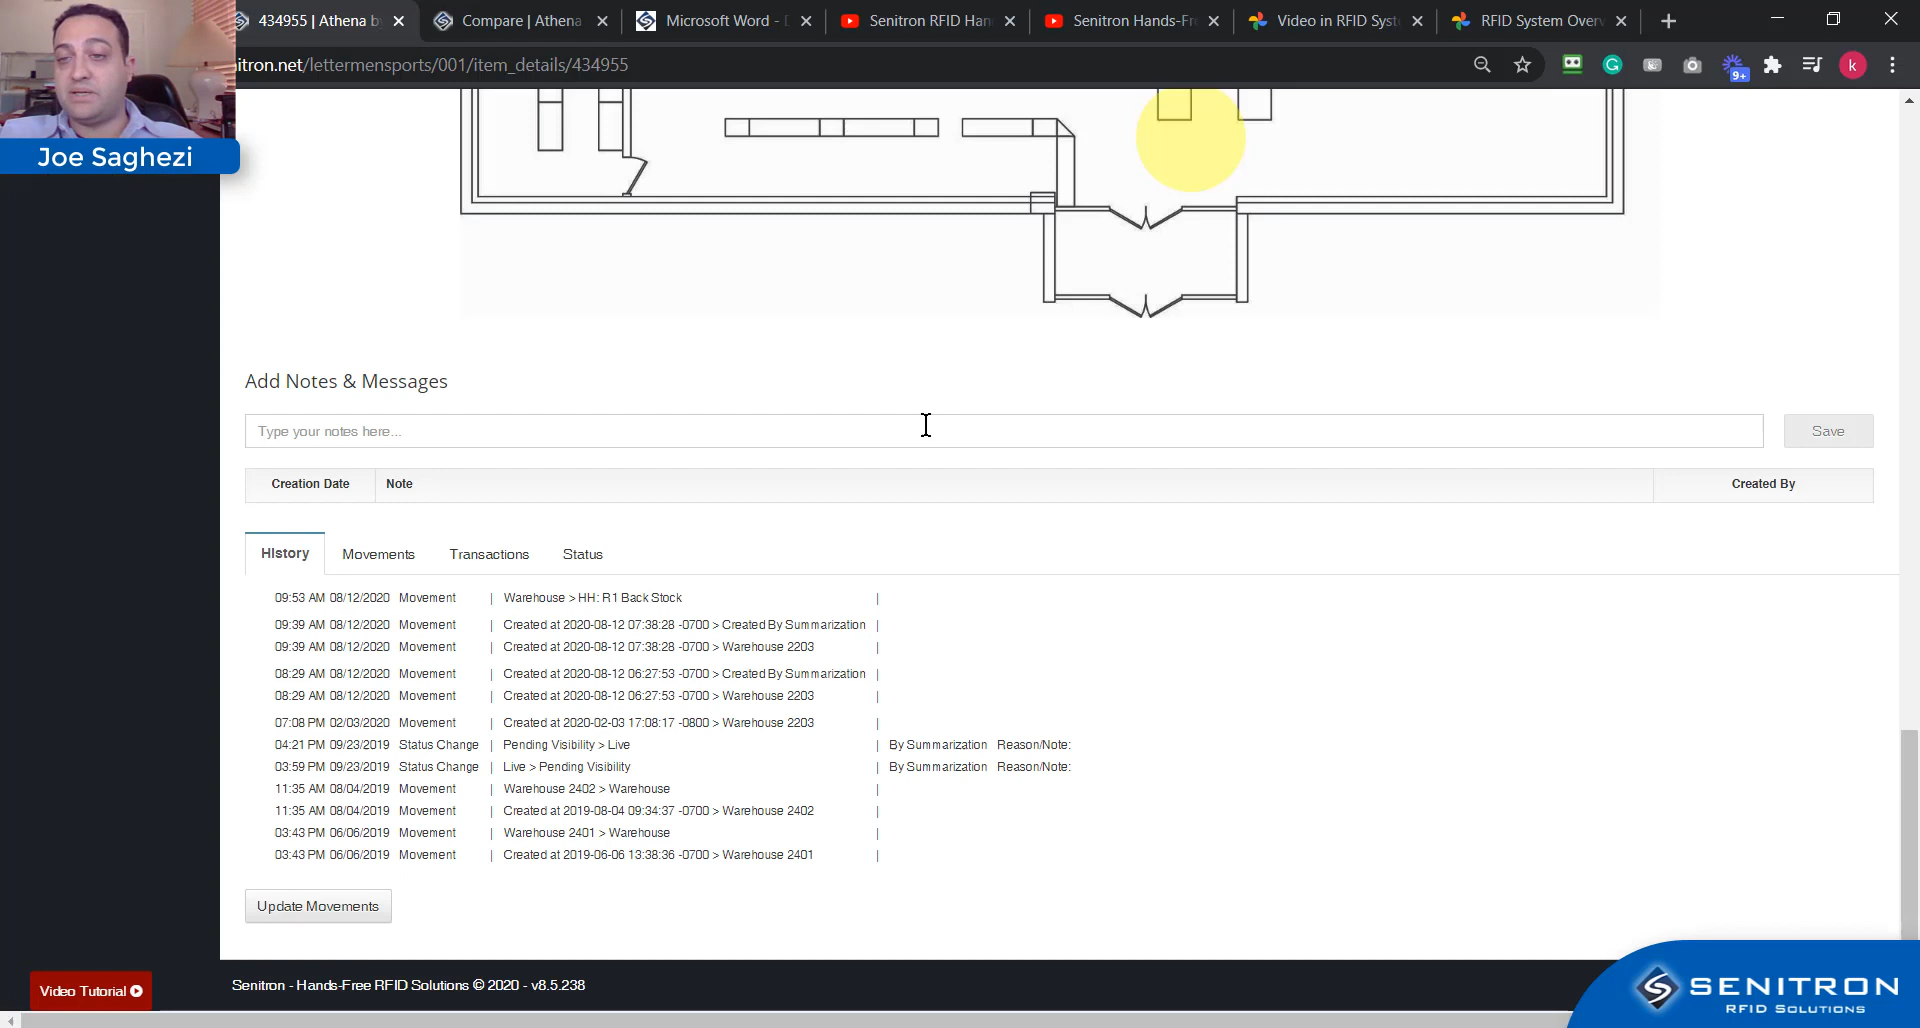 434955 | Athena b
Compare | Athena
Microsoft Word -
Senitron RFID Han
Senitron Hands-Fr
Video in RFID Syst
RFID System Over
itron.net/lettermensports/001/item_details/434955
9+
k
Joe Saghezi
Add Notes & Messages
Type your notes here...
Save
Creation Date Note Created By
History Movements Transactions Status
09:53 AM 08/12/2020 Movement | Warehouse > HH: R1 Back Stock |
09:39 AM 08/12/2020 Movement | Created at 2020-08-12 07:38:28 -0700 > Created By Summarization |
09:39 AM 08/12/2020 Movement | Created at 2020-08-12 07:38:28 -0700 > Warehouse 2203 |
08:29 AM 08/12/2020 Movement | Created at 2020-08-12 06:27:53 -0700 > Created By Summarization |
08:29 AM 08/12/2020 Movement | Created at 2020-08-12 06:27:53 -0700 > Warehouse 2203 |
07:08 PM 02/03/2020 Movement | Created at 2020-02-03 17:08:17 -0800 > Warehouse 2203 |
04:21 PM 09/23/2019 Status Change | Pending Visibility > Live | By Summarization Reason/Note:
03:59 PM 09/23/2019 Status Change | Live > Pending Visibility | By Summarization Reason/Note:
11:35 AM 08/04/2019 Movement | Warehouse 2402 > Warehouse |
11:35 AM 08/04/2019 Movement | Created at 2019-08-04 09:34:37 -0700 > Warehouse 2402 |
03:43 PM 06/06/2019 Movement | Warehouse 2401 > Warehouse |
03:43 PM 06/06/2019 Movement | Created at 2019-06-06 13:38:36 -0700 > Warehouse 2401 |
Update Movements
Video Tutorial
Senitron - Hands-Free RFID Solutions © 2020 - v8.5.238
SENITRON
RFID SOLUTIONS